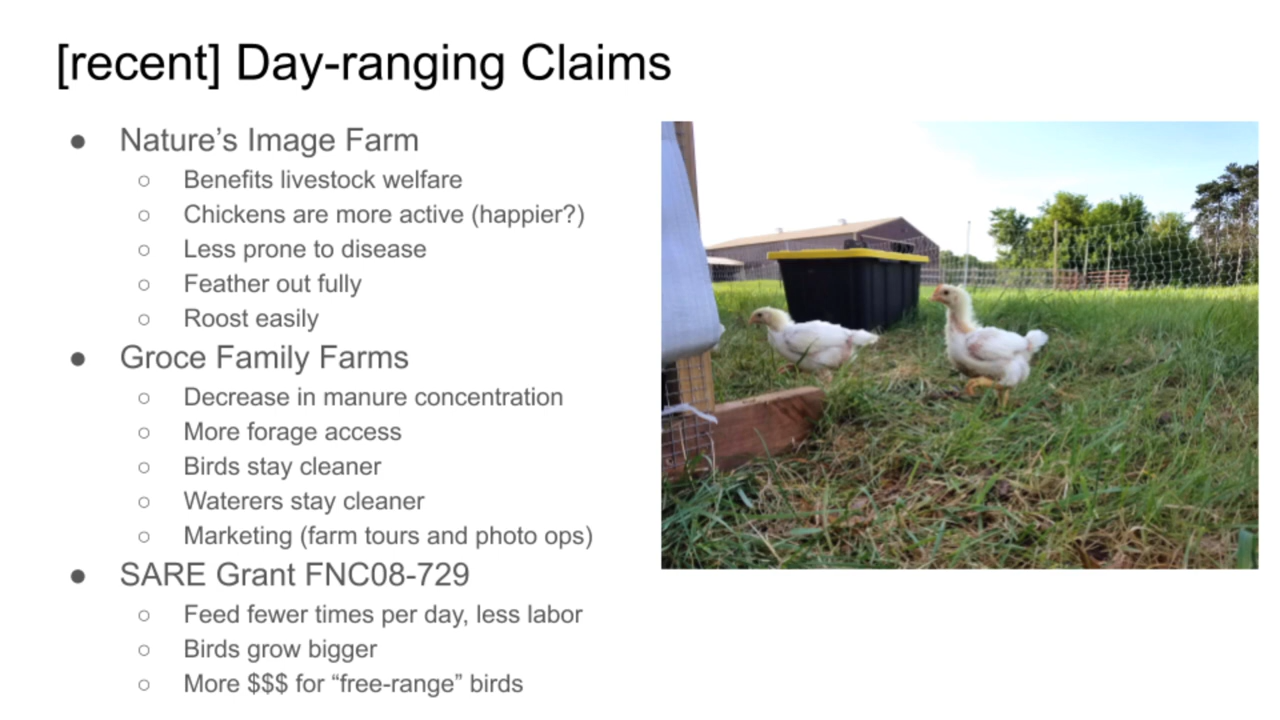 [recent] Day-ranging Claims
● Nature’s Image Farm
○ Benefits livestock welfare
○ Chickens are more active (happier?)
○ Less prone to disease
○ Feather out fully
○ Roost easily
● Groce Family Farms
○ Decrease in manure concentration
○ More forage access
○ Birds stay cleaner
○ Waterers stay cleaner
○ Marketing (farm tours and photo ops)
● SARE Grant FNC08-729
○ Feed fewer times per day, less labor
○ Birds grow bigger
○ More $$$ for “free-range” birds